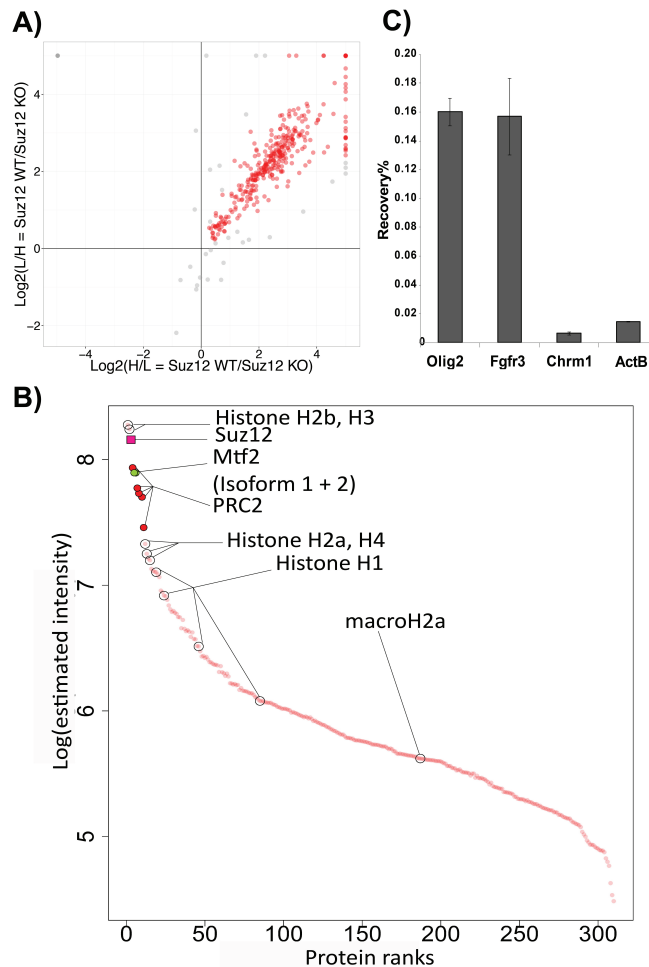 A)
Log2(L/H = Suz12 WT/Suz12 KO)
4
2
0
−2
−4
−2
0
2
4
Log2(H/L = Suz12 WT/Suz12 KO)
C)
Recovery%
0.20
0.18
0.16
0.14
0.12
0.10
0.08
0.06
0.04
0.02
0
Olig2
Fgfr3
Chrm1
ActB
B)
Log(estimated intensity)
8
7
6
5
Histone H2b, H3
Suz12
Mtf2
(Isoform 1 + 2)
PRC2
Histone H2a, H4
Histone H1
macroH2a
0
50
100
150
200
250
300
Protein ranks